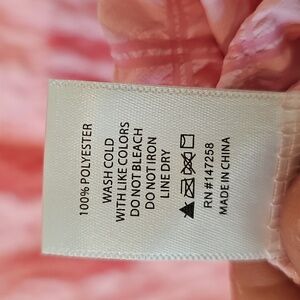 100% POLYESTER
WASH COLD
WITH LIKE COLORS
DO NOT BLEACH
DO NOT IRON
LINE DRY
RN #147258
MADE IN CHINA